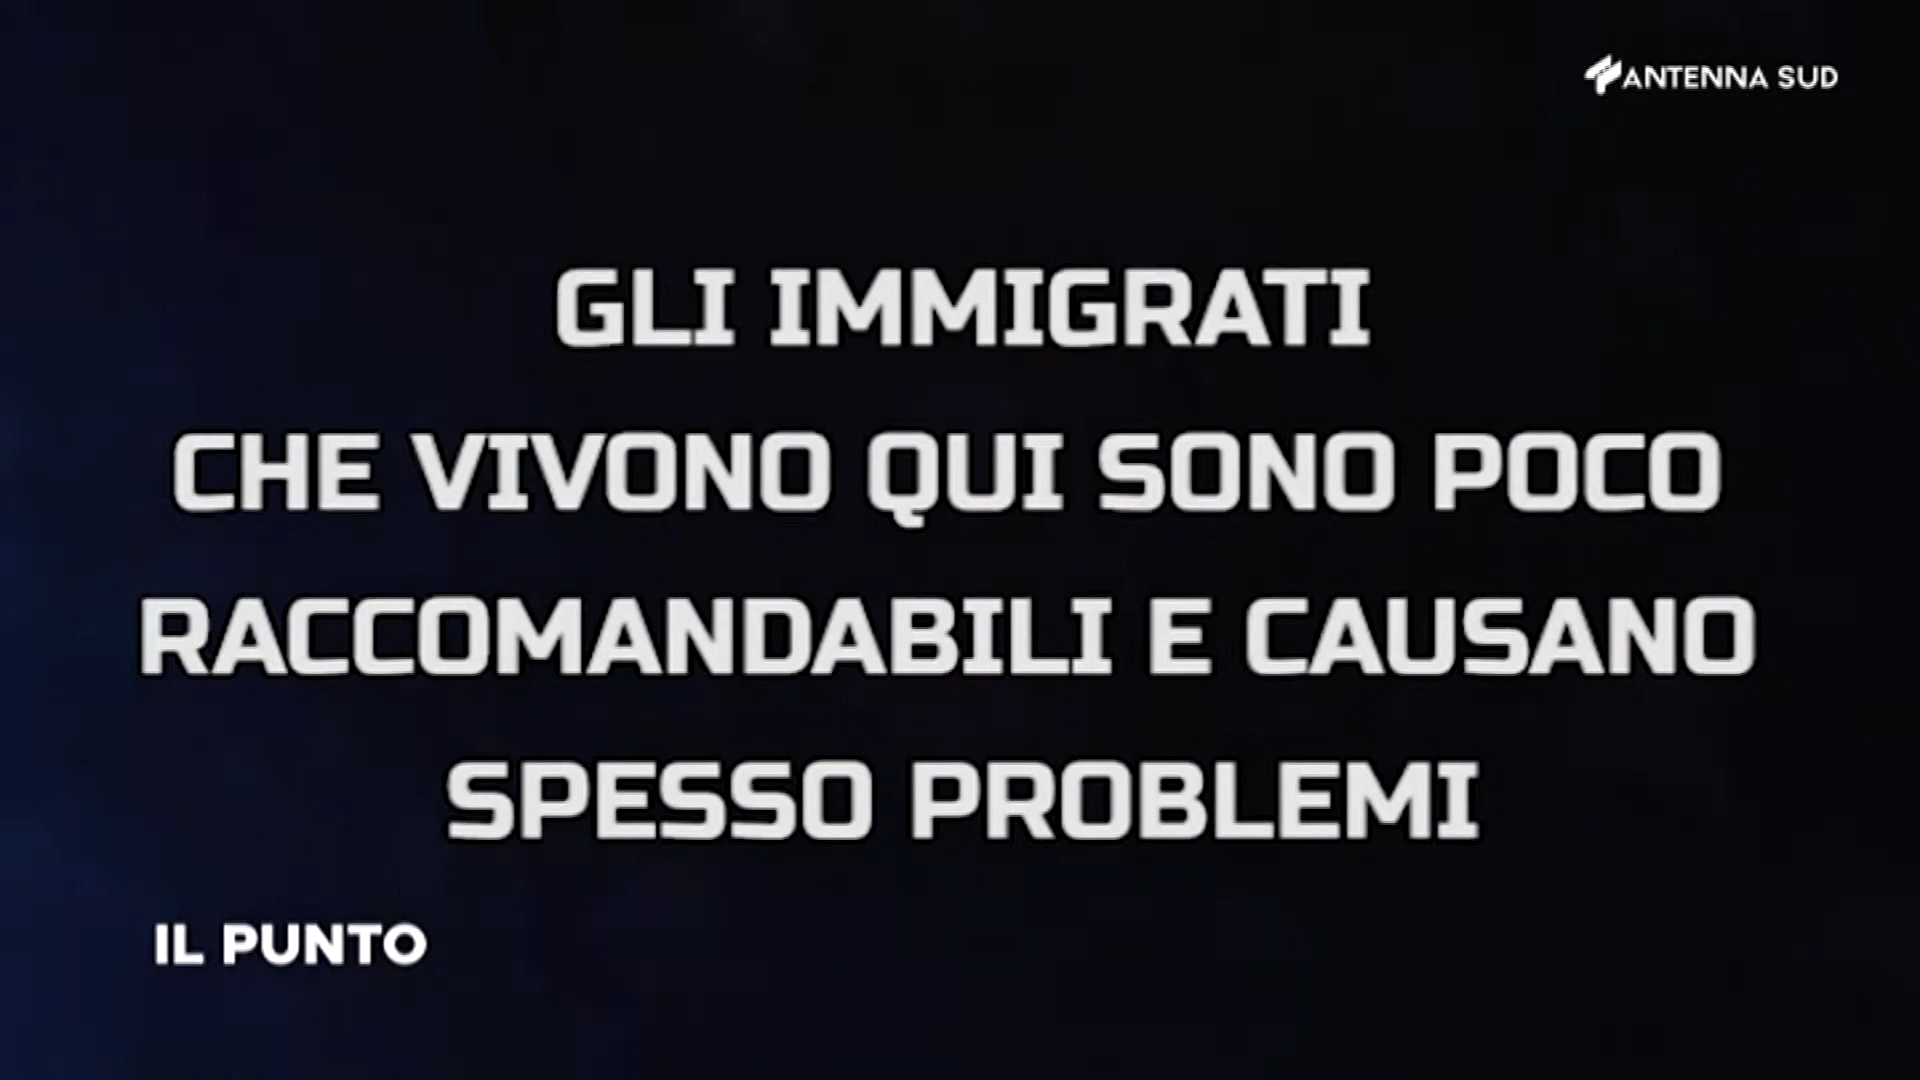 ANTENNA SUD
GLI IMMIGRATI
CHE VIVONO QUI SONO POCO
RACCOMANDABILI E CAUSANO
SPESSO PROBLEMI
IL PUNTO